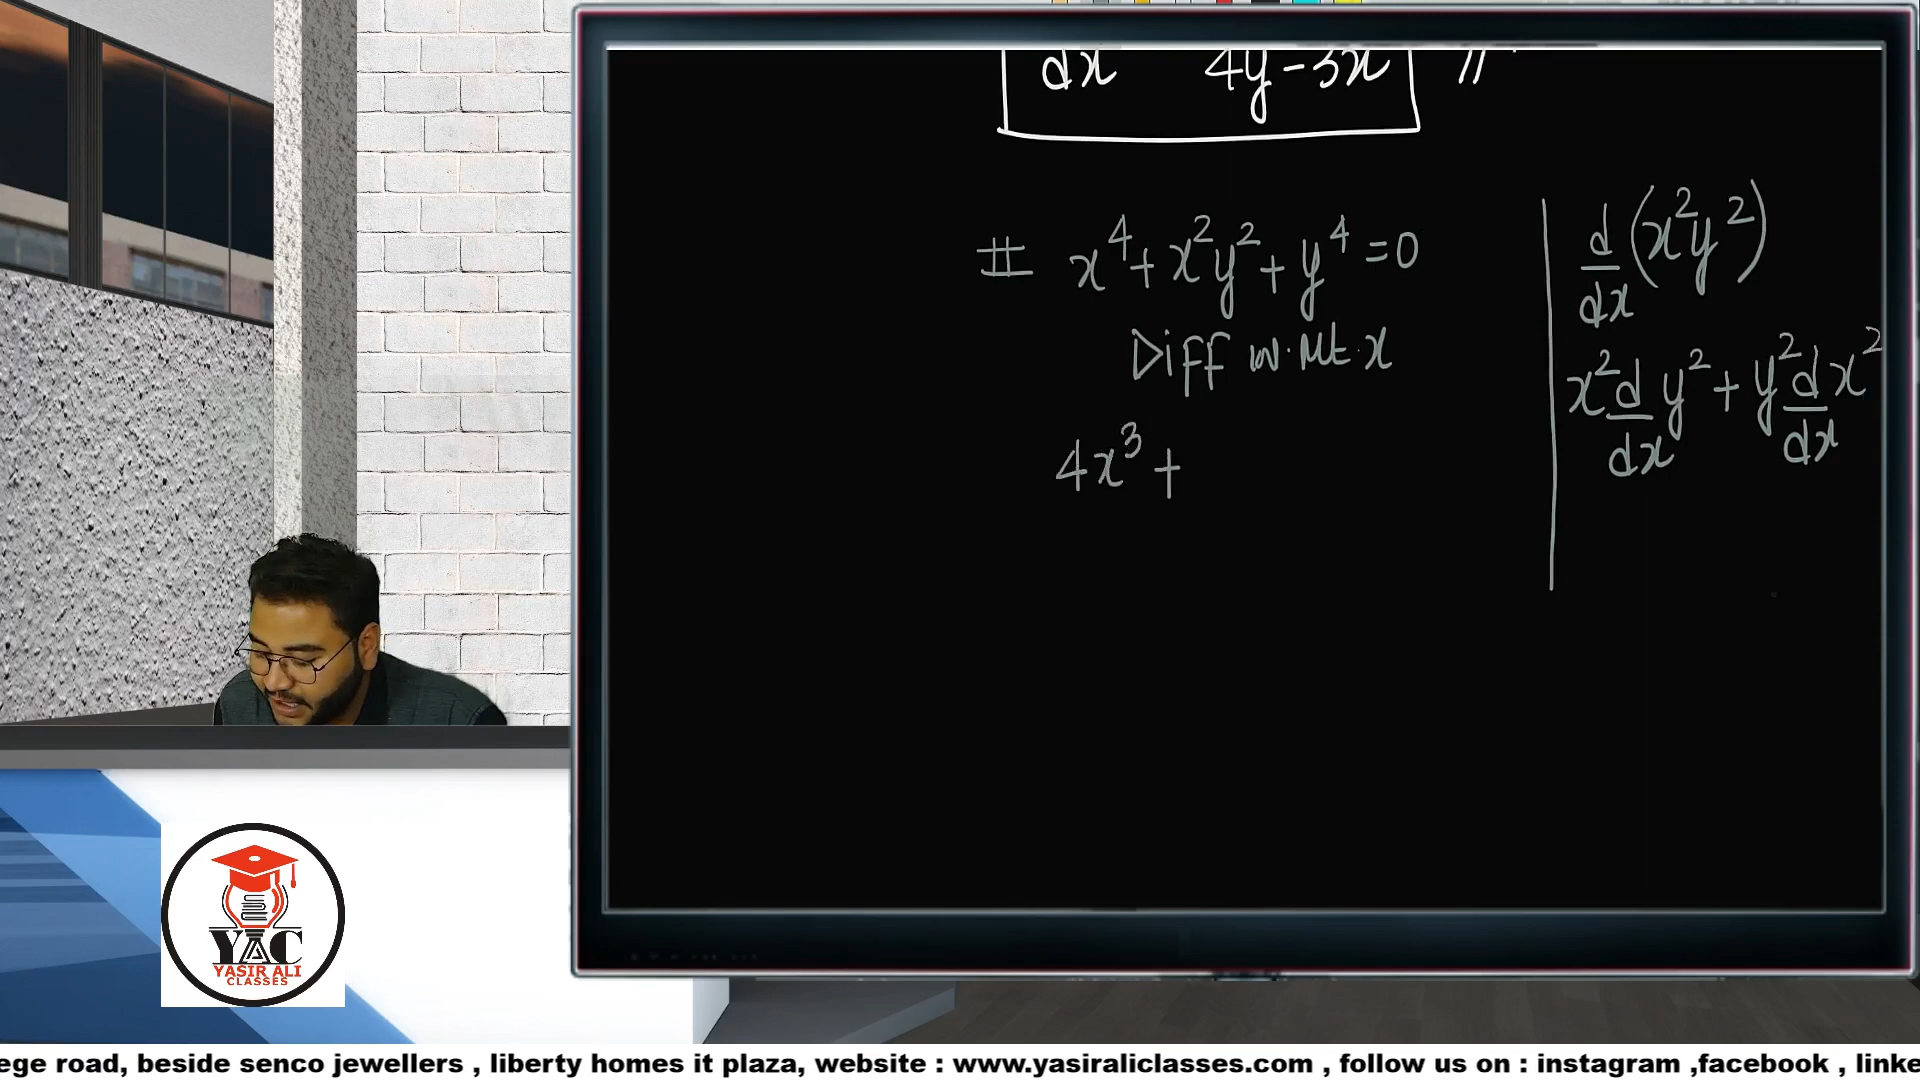 dx 4y-3x //
# x⁴+x²y²+y⁴=0
Diff w.r.t.x
4x³+
d/dx (x²y²)
x² d/dx y² + y² d/dx x²
YAC
YASIR ALI
CLASSES
ege road, beside senco jewellers , liberty homes it plaza, website : www.yasiraliclasses.com , follow us on : instagram ,facebook , linke